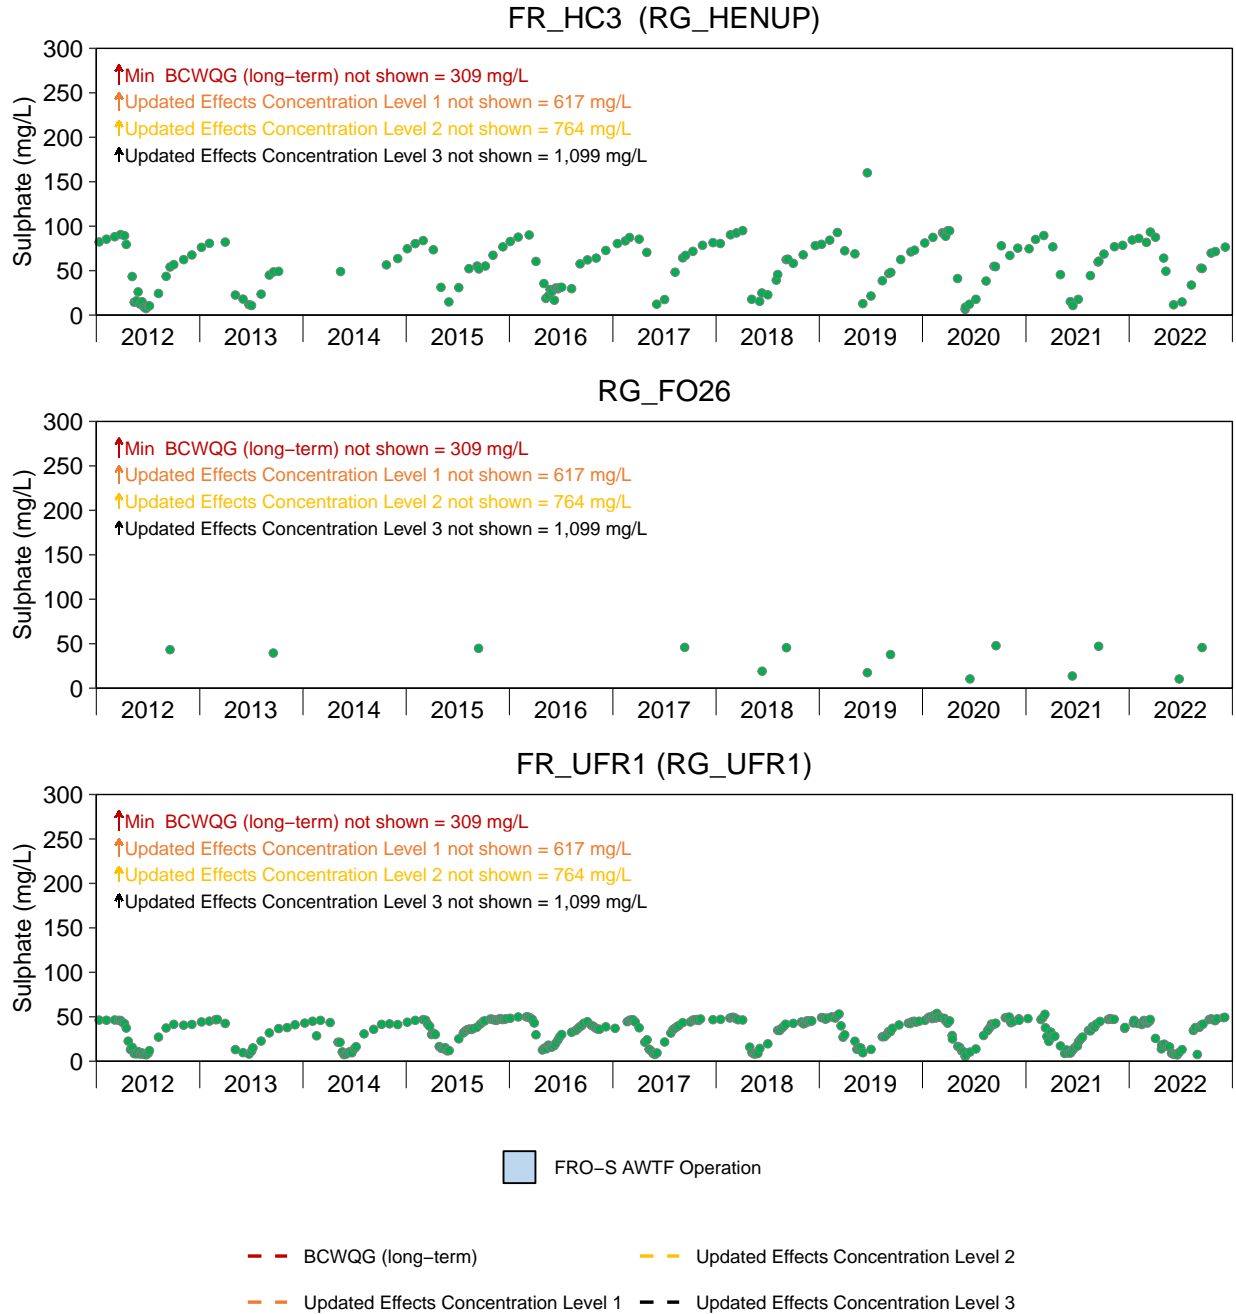 FR_HC3  (RG_HENUP)
300
250
200
150
100
50
0
Sulphate (mg/L)
Min  BCWQG (long−term) not shown = 309 mg/L
Updated Effects Concentration Level 1 not shown = 617 mg/L
Updated Effects Concentration Level 2 not shown = 764 mg/L
Updated Effects Concentration Level 3 not shown = 1,099 mg/L
2012 2013 2014 2015 2016 2017 2018 2019 2020 2021 2022
RG_FO26
300
250
200
150
100
50
0
Sulphate (mg/L)
Min  BCWQG (long−term) not shown = 309 mg/L
Updated Effects Concentration Level 1 not shown = 617 mg/L
Updated Effects Concentration Level 2 not shown = 764 mg/L
Updated Effects Concentration Level 3 not shown = 1,099 mg/L
2012 2013 2014 2015 2016 2017 2018 2019 2020 2021 2022
FR_UFR1 (RG_UFR1)
300
250
200
150
100
50
0
Sulphate (mg/L)
Min  BCWQG (long−term) not shown = 309 mg/L
Updated Effects Concentration Level 1 not shown = 617 mg/L
Updated Effects Concentration Level 2 not shown = 764 mg/L
Updated Effects Concentration Level 3 not shown = 1,099 mg/L
2012 2013 2014 2015 2016 2017 2018 2019 2020 2021 2022
FRO−S AWTF Operation
BCWQG (long−term)
Updated Effects Concentration Level 2
Updated Effects Concentration Level 1
Updated Effects Concentration Level 3